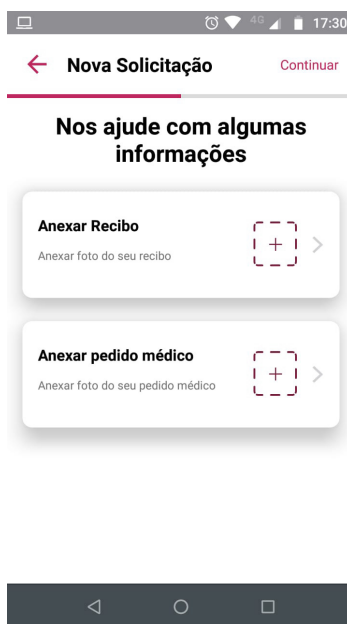 4G 17:30
Nova Solicitação Continuar
Nos ajude com algumas
informações
Anexar Recibo
Anexar foto do seu recibo
Anexar pedido médico
Anexar foto do seu pedido médico